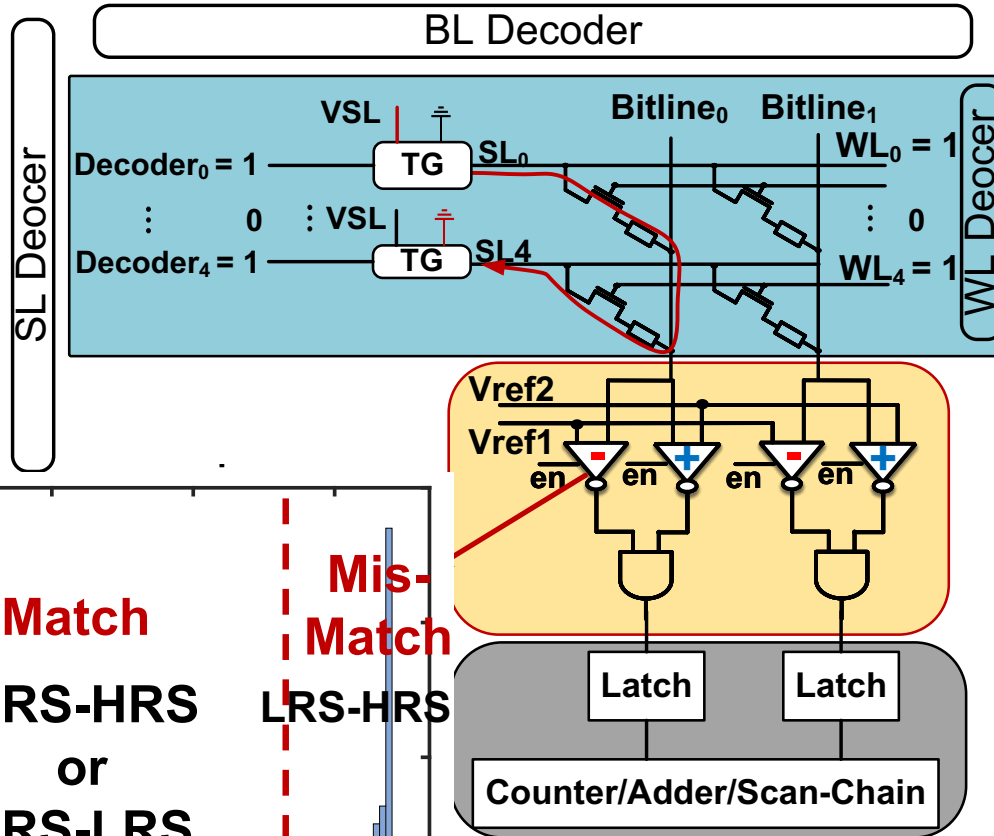 BL Decoder
SL Deocer
WL Deocer
VSL
Bitline0 Bitline1
Decoder0 = 1
TG
SL0
WL0 = 1
⋮ 0 ⋮ VSL
⋮ 0
Decoder4 = 1
TG
SL4
WL4 = 1
Vref2
Vref1
- + - +
en en en en
Mis-
Match
Match
RS-HRS
LRS-HRS
or
RS-LRS
Latch Latch
Counter/Adder/Scan-Chain